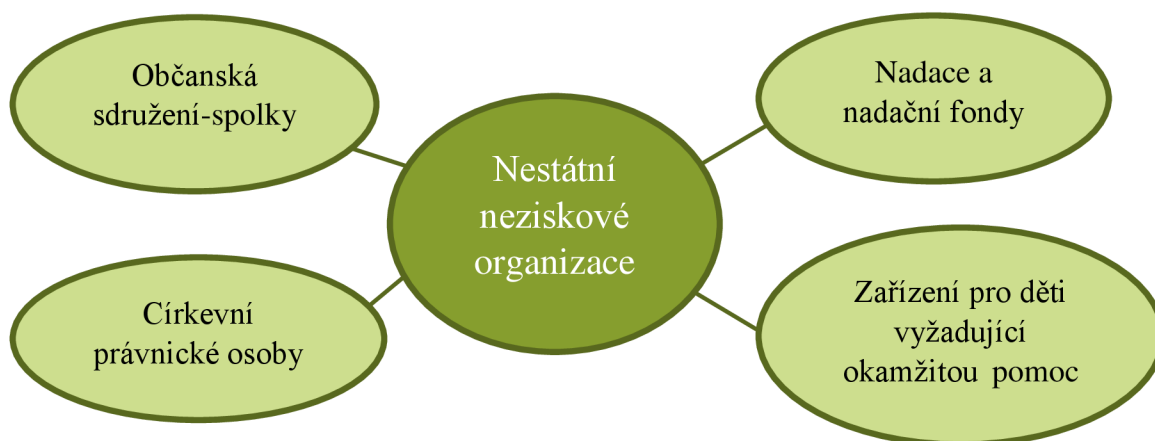 Občanská
sdružení-spolky
Nadace a
nadační fondy
Nestátní
neziskové
organizace
Církevní
právnické osoby
Zařízení pro děti
vyžadující
okamžitou pomoc